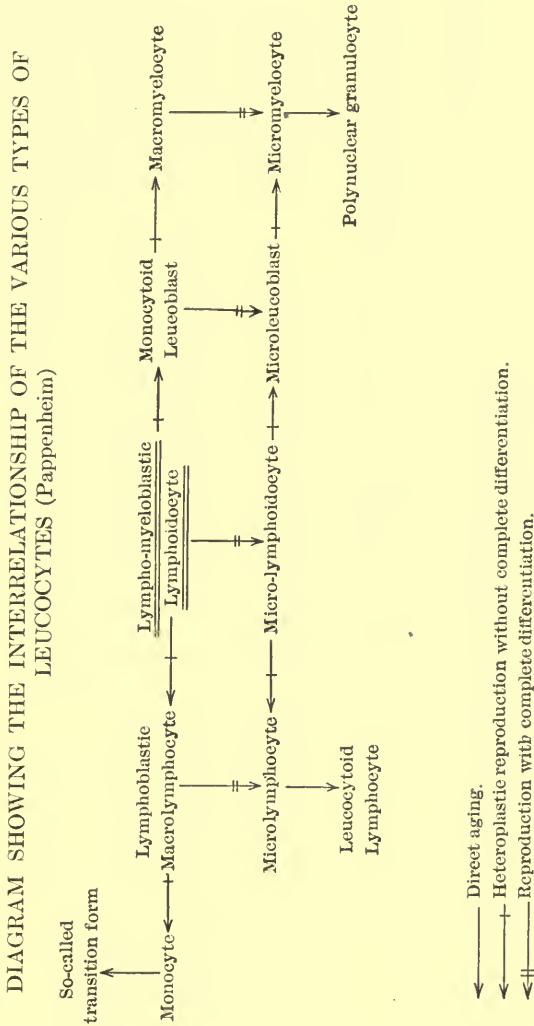 DIAGRAM SHOWING THE INTERRELATIONSHIP OF THE VARIOUS TYPES OF
LEUCOCYTES (Pappenheim)
So-called
transition form
Monocyte
Lymphoblastic
Macrolymphocyte
Lympho-myeloblastic
Lymphoidocyte
Monocytoid
Leucoblast
Macromyelocyte
Microlymphocyte
Micro-lymphoidocyte
Microleucoblast
Micromyelocyte
Leucocytoid
Lymphocyte
Polynuclear granulocyte
Direct aging.
Heteroplastic reproduction without complete differentiation.
Reproduction with complete differentiation.